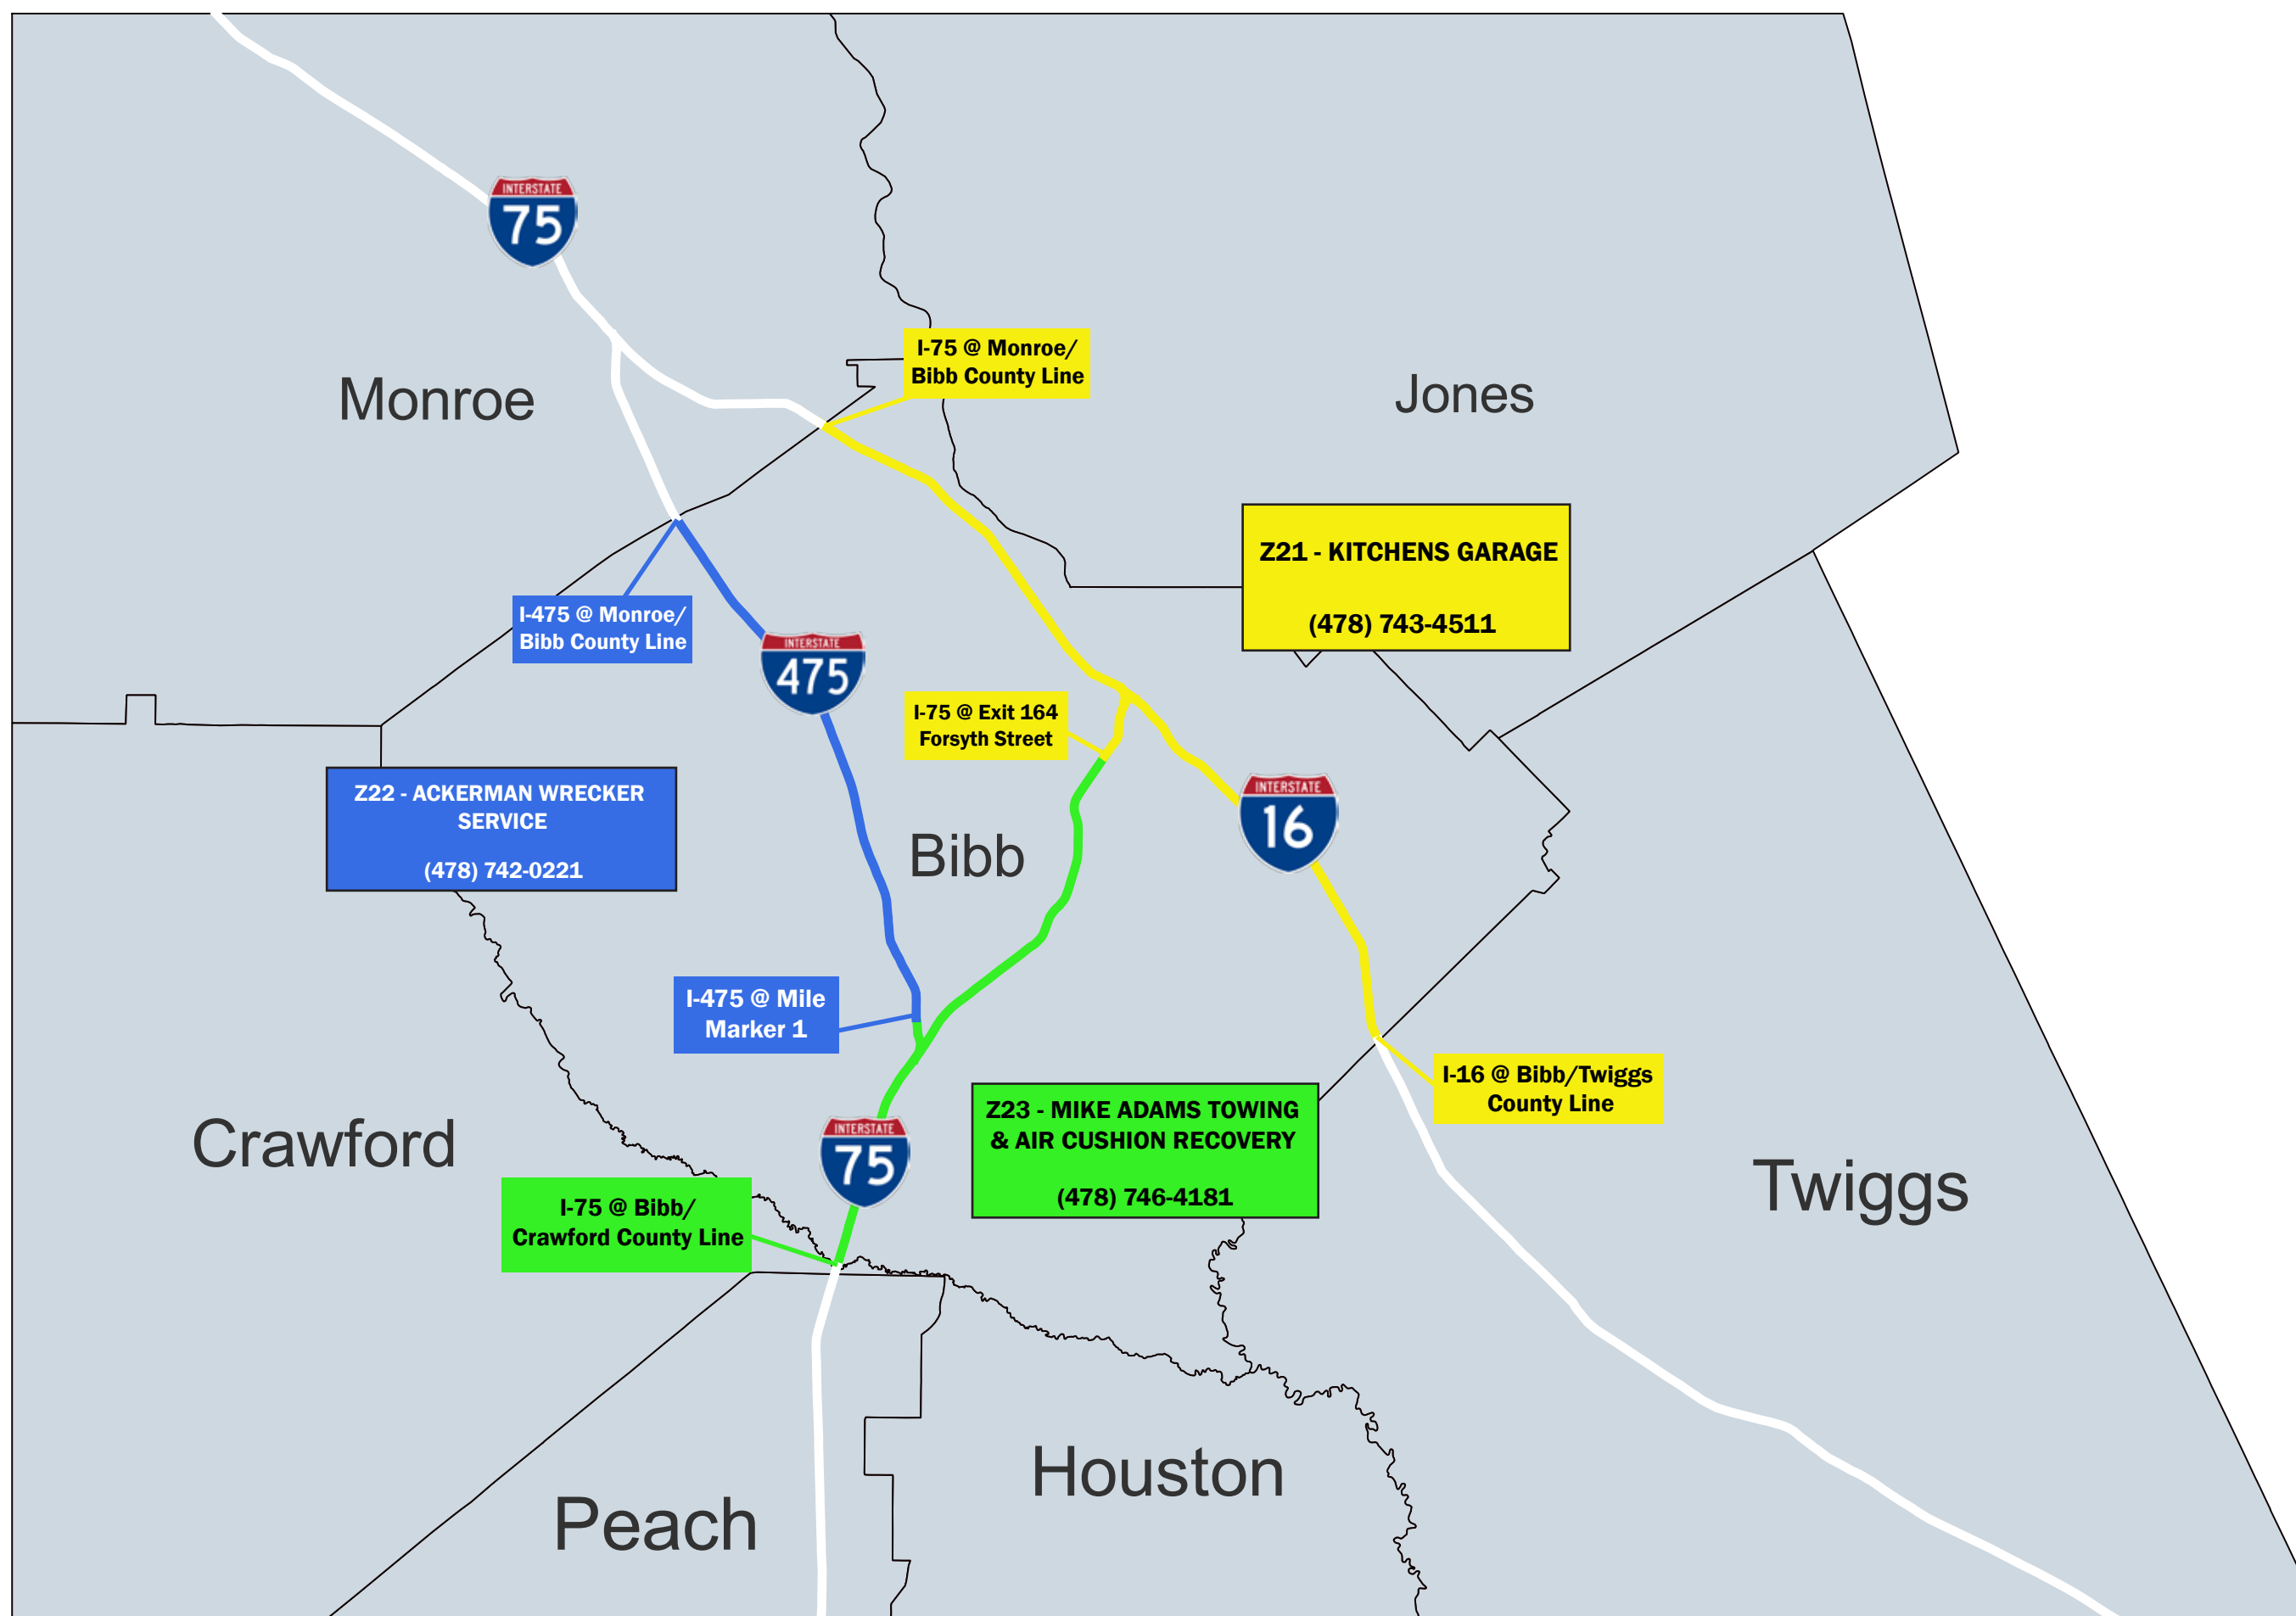 INTERSTATE
75
I-75 @ Monroe/
Bibb County Line
Monroe
Jones
Z21 - KITCHENS GARAGE
(478) 743-4511
I-475 @ Monroe/
Bibb County Line
INTERSTATE
475
I-75 @ Exit 164
Forsyth Street
Z22 - ACKERMAN WRECKER
SERVICE
(478) 742-0221
INTERSTATE
16
Bibb
I-475 @ Mile
Marker 1
I-16 @ Bibb/Twiggs
County Line
Z23 - MIKE ADAMS TOWING
& AIR CUSHION RECOVERY
(478) 746-4181
Crawford
INTERSTATE
75
Twiggs
I-75 @ Bibb/
Crawford County Line
Houston
Peach